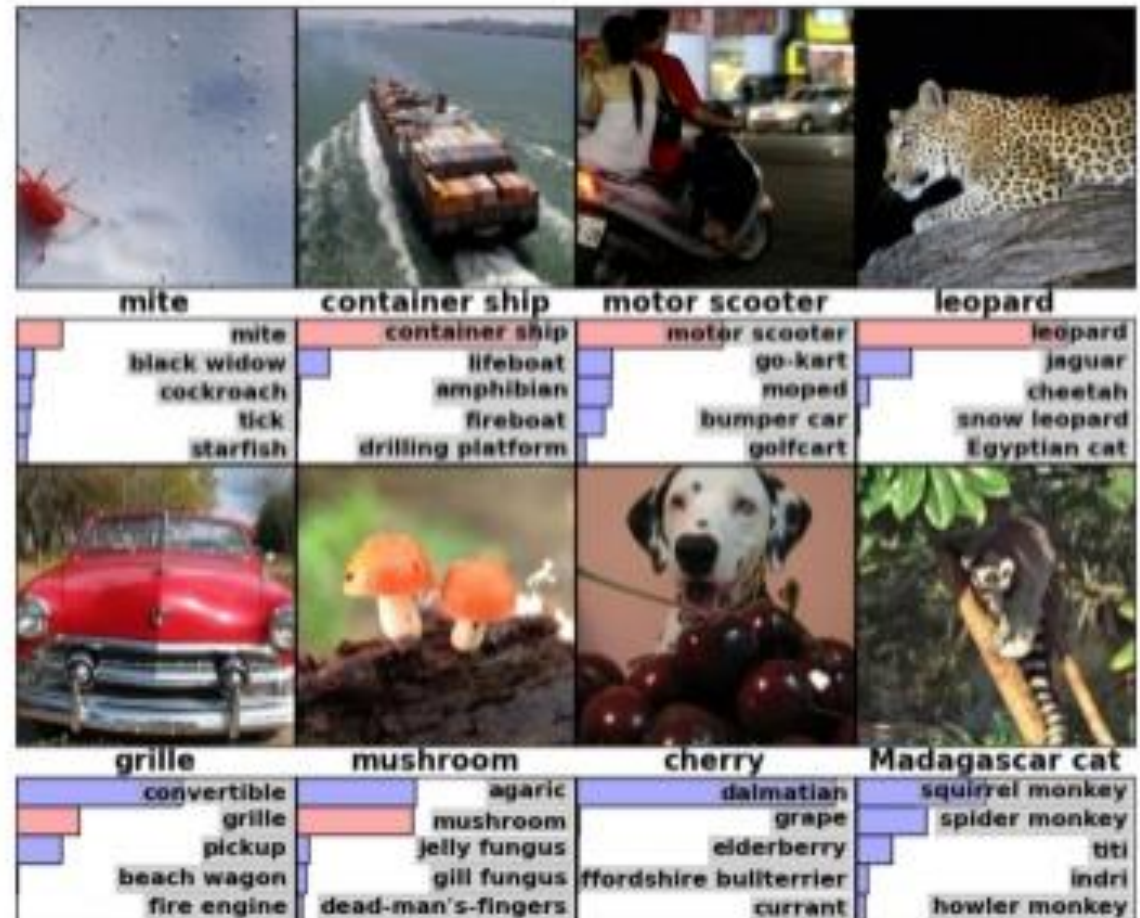 mite
container ship
motor scooter
leopard
mite
black widow
cockroach
tick
starfish
container ship
lifeboat
amphibian
fireboat
drilling platform
motor scooter
go-kart
moped
bumper car
golfcart
leopard
jaguar
cheetah
snow leopard
Egyptian cat
grille
mushroom
cherry
Madagascar cat
convertible
grille
pickup
beach wagon
fire engine
agaric
mushroom
jelly fungus
gill fungus
dead-man's-fingers
dalmatian
grape
elderberry
ffordshire bullterrier
currant
squirrel monkey
spider monkey
titi
indri
howler monkey